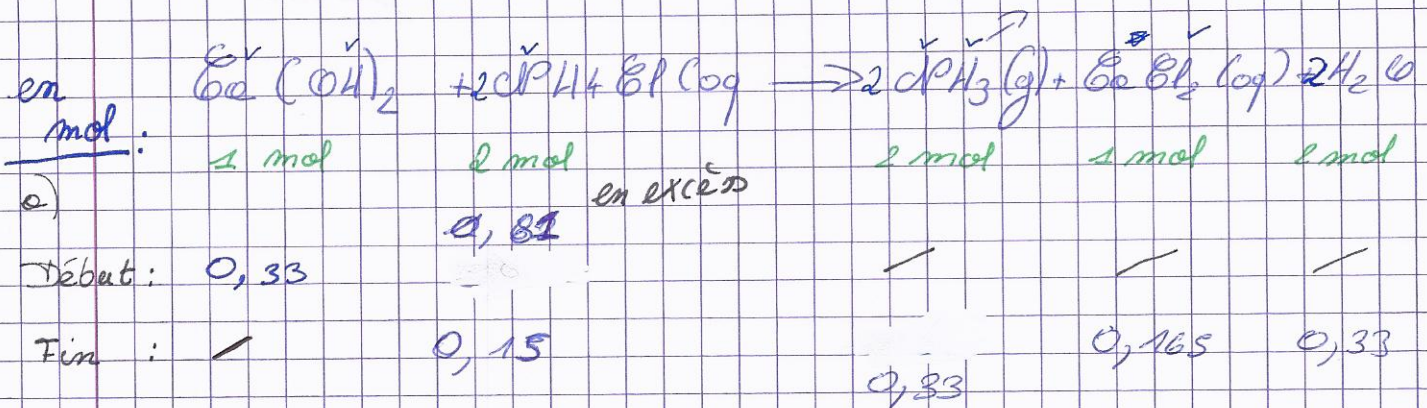 en Ca(OH)₂ + 2 NH4Cl(aq → 2 NH₃(g) + CaCl₂(aq) + 2H₂O
mol :
1 mol 2 mol 2 mol 1 mol 2 mol
a) en excès
0,81
Début : 0,33 / / /
Fin : / 0,15 0,165 0,33
0,33